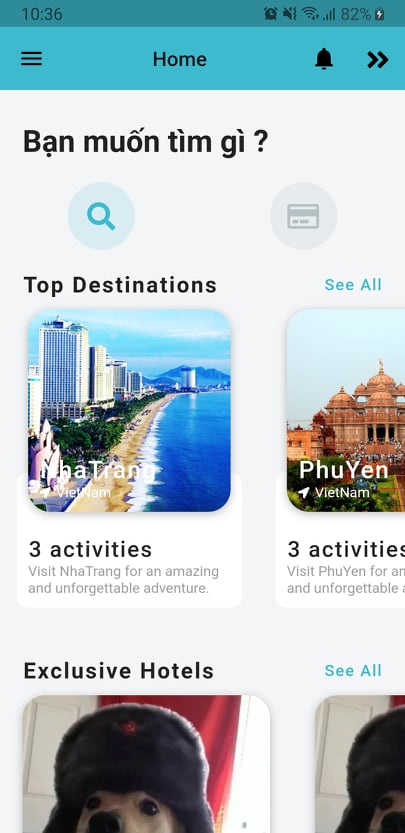 10:36
82%
Home
Bạn muốn tìm gì ?
Top Destinations
See All
NhaTrang
VietNam
PhuYen
VietNam
3 activities
Visit NhaTrang for an amazing
and unforgettable adventure.
3 activities
Visit PhuYen for an
and unforgettable a
Exclusive Hotels
See All